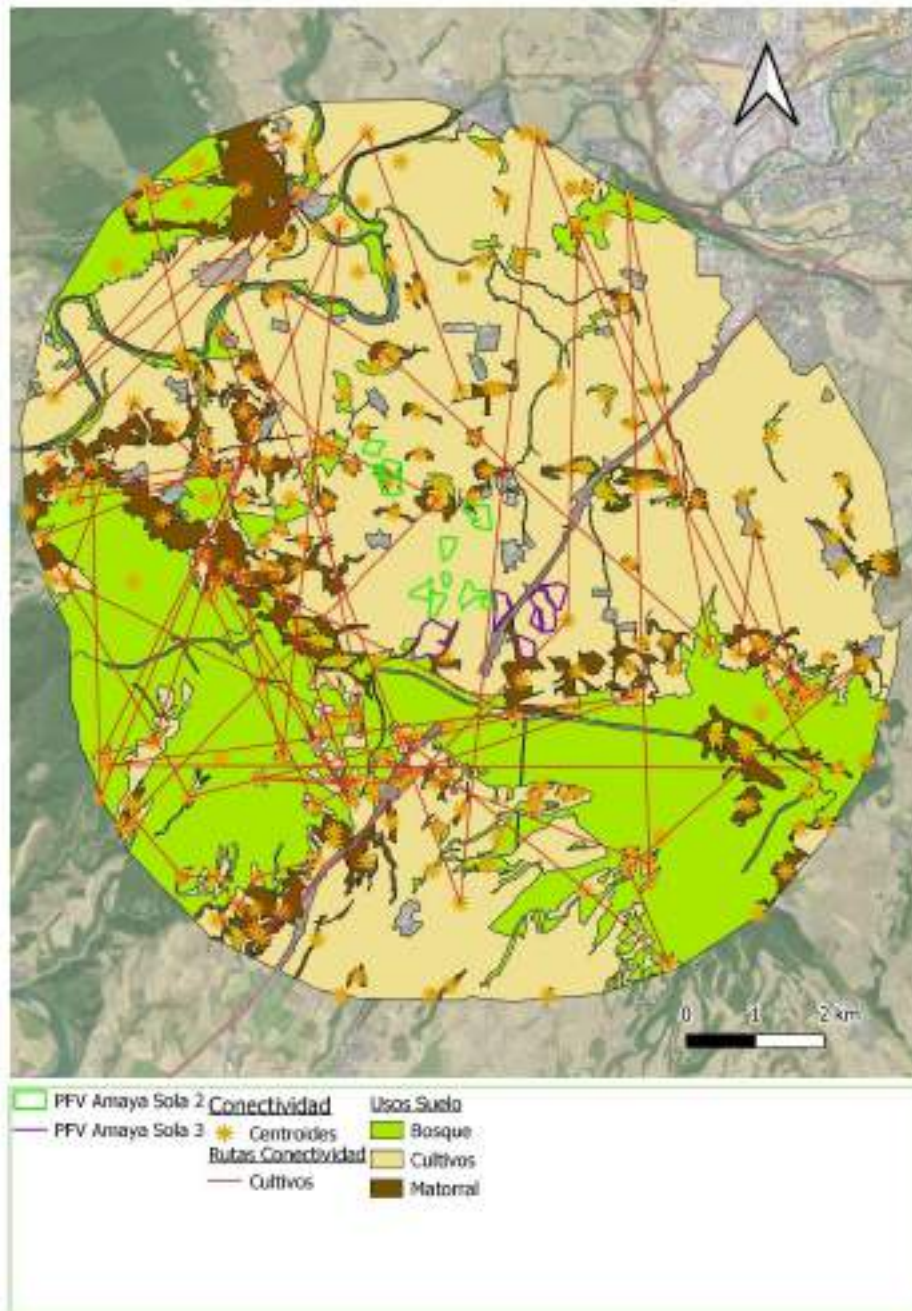 0 1 2 km
PFV Amaya Sola 2
PFV Amaya Sola 3
Conectividad
Centroides
Rutas Conectividad
Cultivos
Usos Suelo
Bosque
Cultivos
Matorral